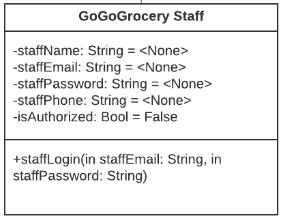 GoGoGrocery Staff
-staffName: String = <None>
-staffEmail: String = <None>
-staffPassword: String = <None>
-staffPhone: String = <None>
-isAuthorized: Bool = False
+staffLogin(in staffEmail: String, in
staffPassword: String)